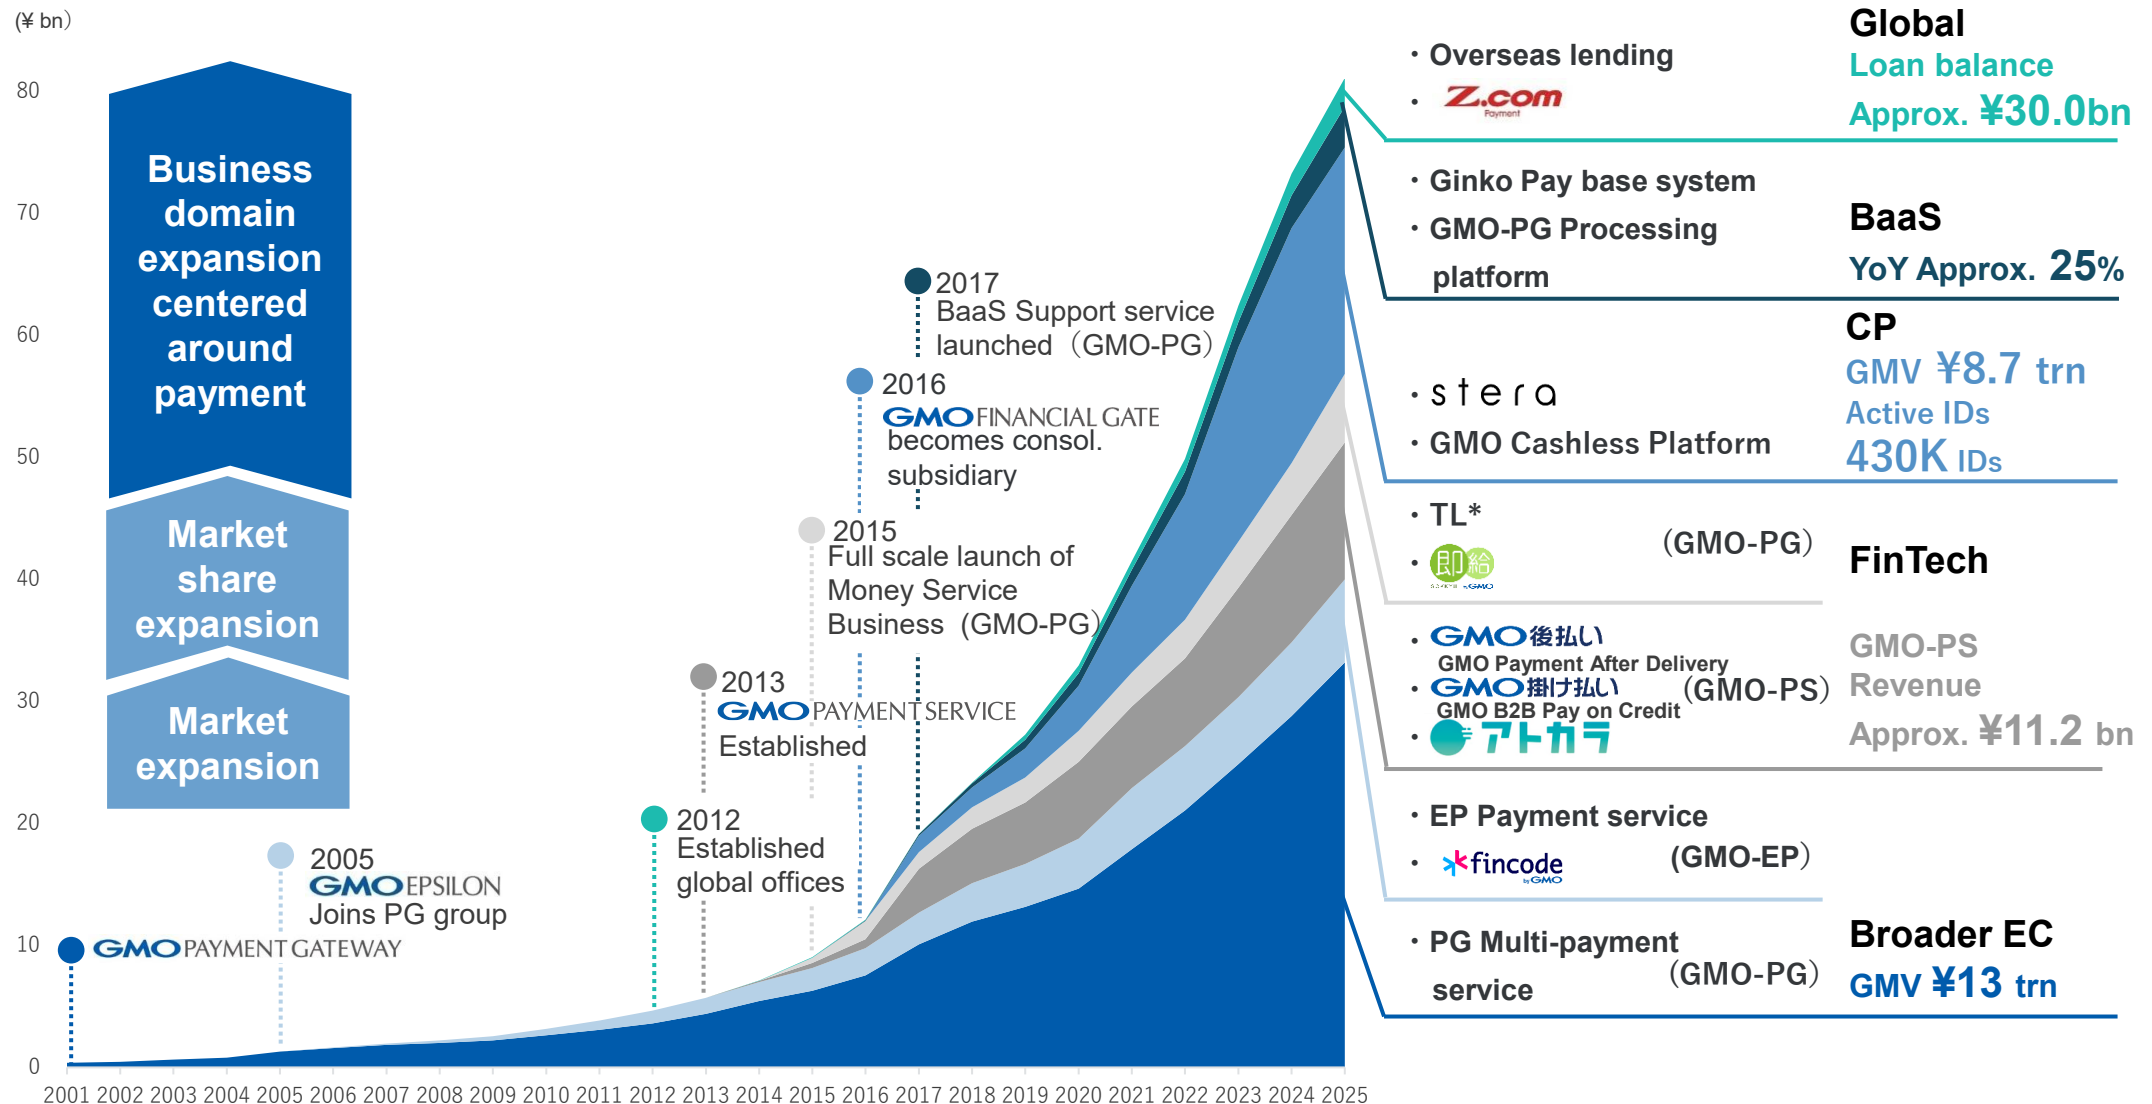 (¥ bn）
80
70
60
50
40
30
20
10
0
Business
domain
expansion
centered
around
payment
Market
share
expansion
Market
expansion
GMO PAYMENT GATEWAY
2005
GMO EPSILON
Joins PG group
2012
Established
global offices
2013
GMO PAYMENT SERVICE
Established
2015
Full scale launch of
Money Service
Business（GMO-PG）
2016
GMO FINANCIAL GATE
becomes consol.
subsidiary
2017
BaaS Support service
launched（GMO-PG）
2001 2002 2003 2004 2005 2006 2007 2008 2009 2010 2011 2012 2013 2014 2015 2016 2017 2018 2019 2020 2021 2022 2023 2024 2025
・Overseas lending
・Z.com
Payment
Global
Loan balance
Approx. ¥30.0bn
・Ginko Pay base system
・GMO-PG Processing
platform
BaaS
YoY Approx. 25%
・stera
・GMO Cashless Platform
CP
GMV ¥8.7 trn
Active IDs
430K IDs
・TL*
・即給
by GMO
（GMO-PG）
FinTech
・GMO後払い
GMO Payment After Delivery
・GMO掛け払い
GMO B2B Pay on Credit
・アトカラ
（GMO-PS）
GMO-PS
Revenue
Approx. ¥11.2 bn
・EP Payment service
・fincode
by GMO
(GMO-EP）
・PG Multi-payment
service
（GMO-PG）
Broader EC
GMV ¥13 trn